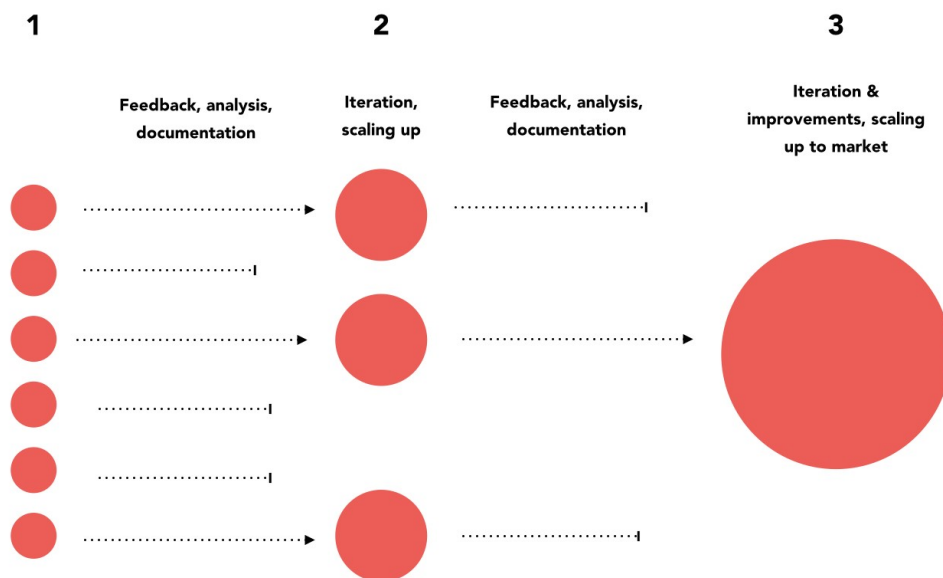 1
2
3
Feedback, analysis,
documentation
Iteration,
scaling up
Feedback, analysis,
documentation
Iteration &
improvements, scaling
up to market